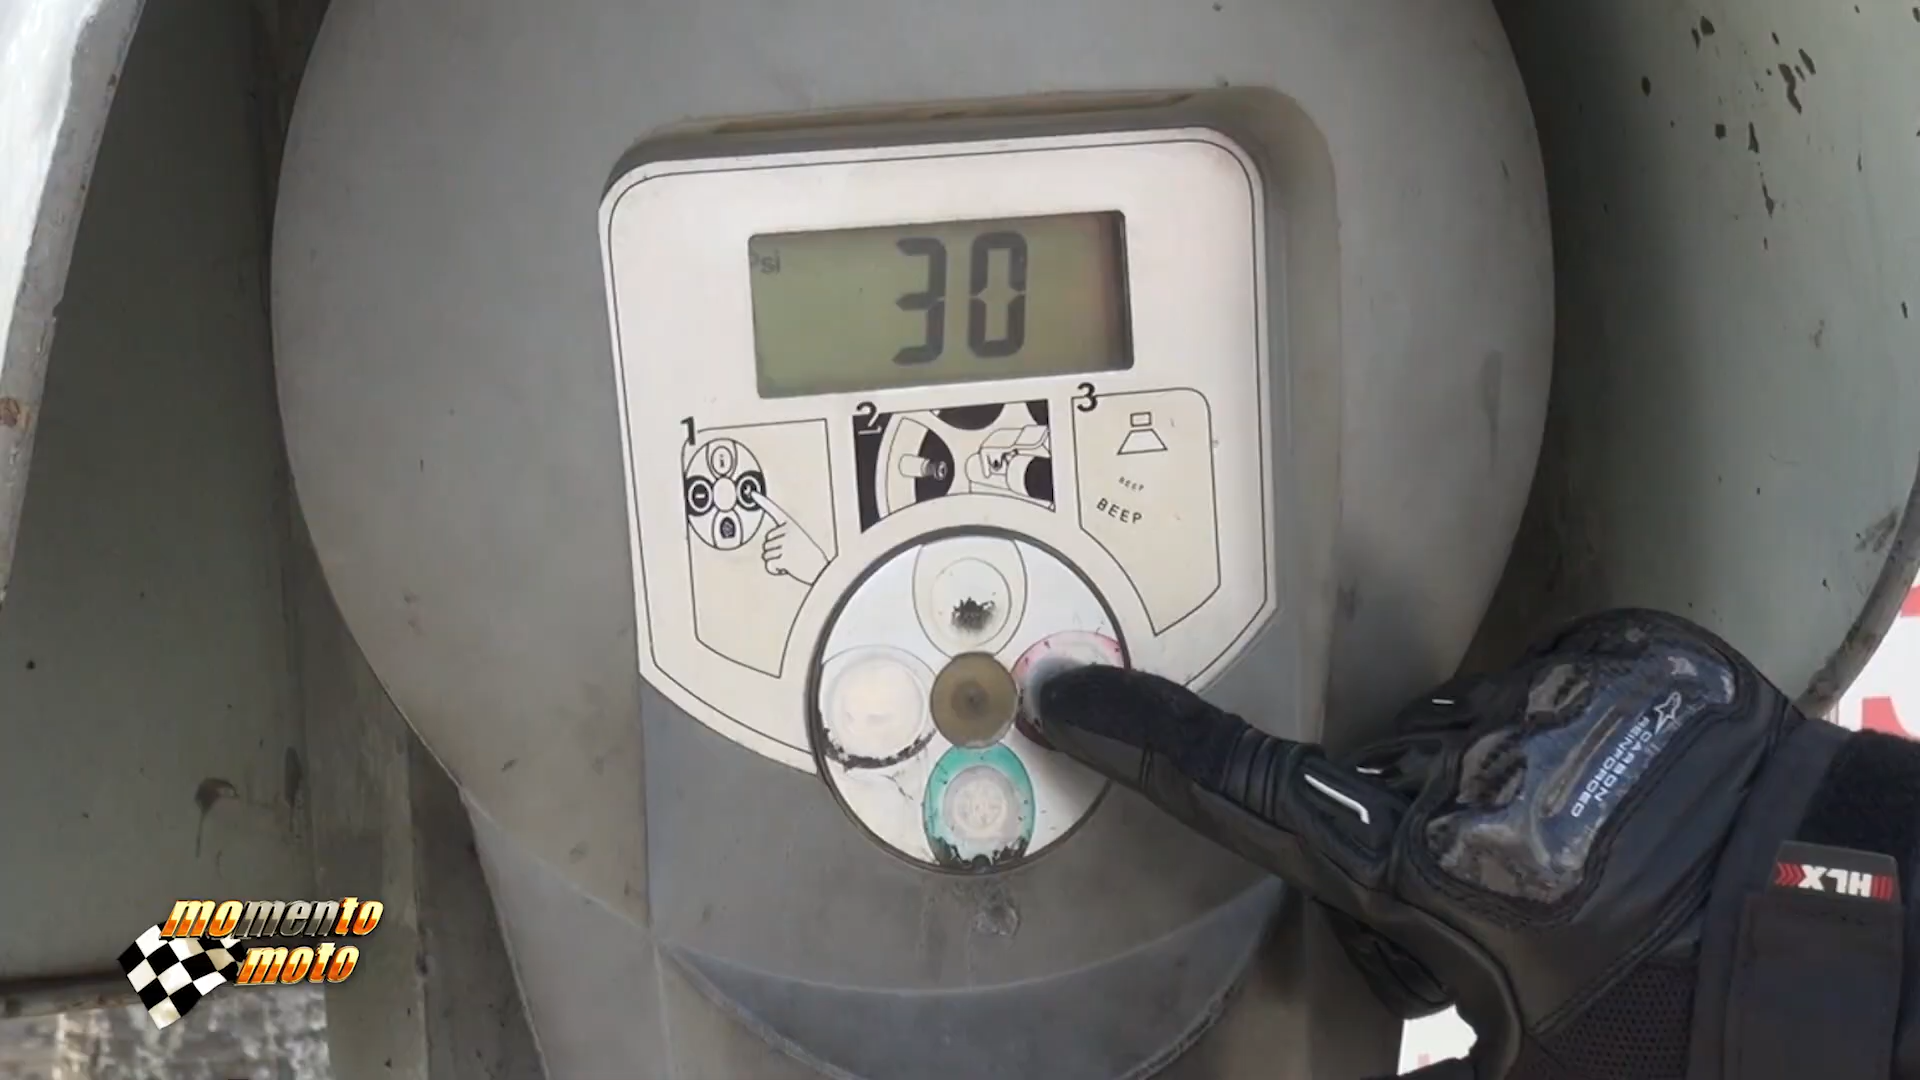 Psi
30
1
2
3
i
- +
BEEP
BEEP
CARBON
REINFORCED
HLX
momento
moto